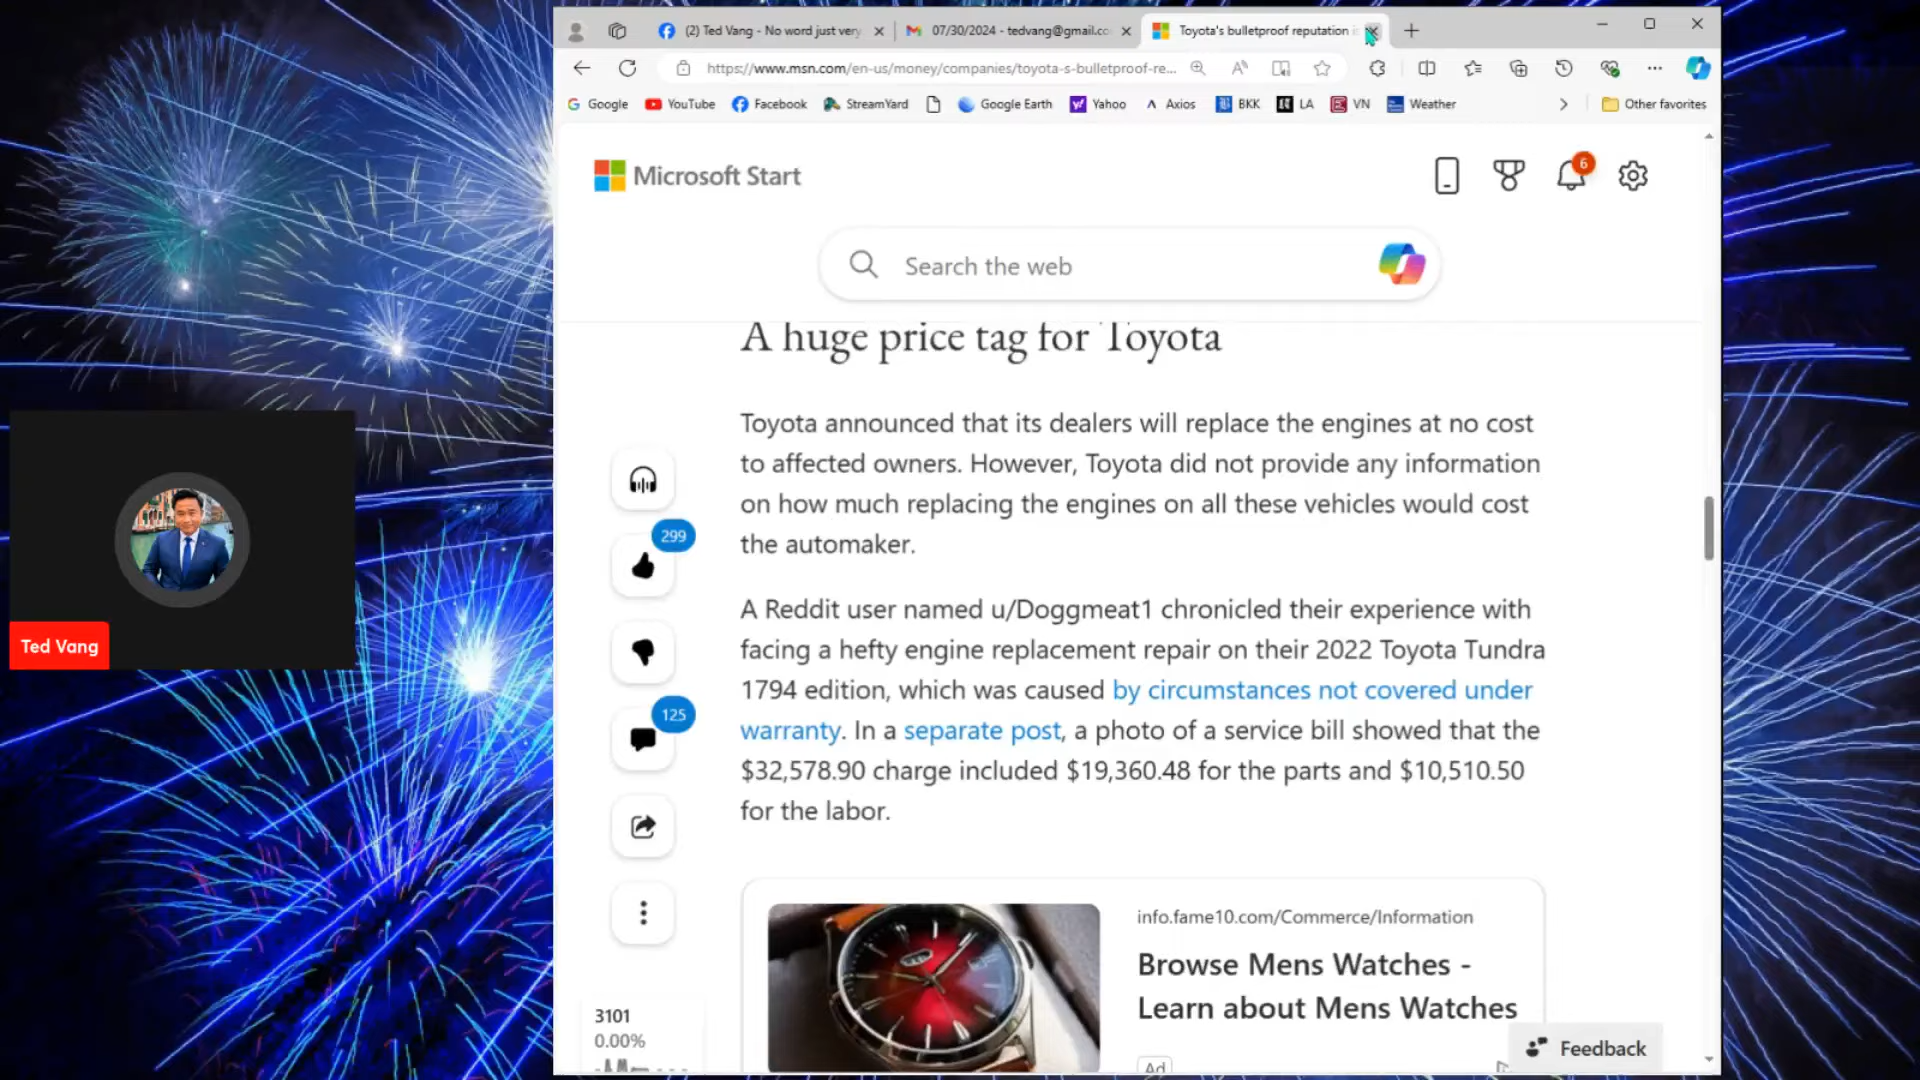 (2) Ted Vang - No word just very
07/30/2024 - tedvang@gmail.co
Toyota's bulletproof reputation i
https://www.msn.com/en-us/money/companies/toyota-s-bulletproof-re...
Google
YouTube
Facebook
StreamYard
Google Earth
Yahoo
Axios
BKK
LA
VN
Weather
Other favorites
Microsoft Start
6
Search the web
A huge price tag for Toyota
Toyota announced that its dealers will replace the engines at no cost
to affected owners. However, Toyota did not provide any information
on how much replacing the engines on all these vehicles would cost
the automaker.
299
A Reddit user named u/Doggmeat1 chronicled their experience with
facing a hefty engine replacement repair on their 2022 Toyota Tundra
1794 edition, which was caused by circumstances not covered under
warranty. In a separate post, a photo of a service bill showed that the
$32,578.90 charge included $19,360.48 for the parts and $10,510.50
for the labor.
125
Ted Vang
info.fame10.com/Commerce/Information
Browse Mens Watches -
Learn about Mens Watches
Ad
3101
0.00%
Feedback